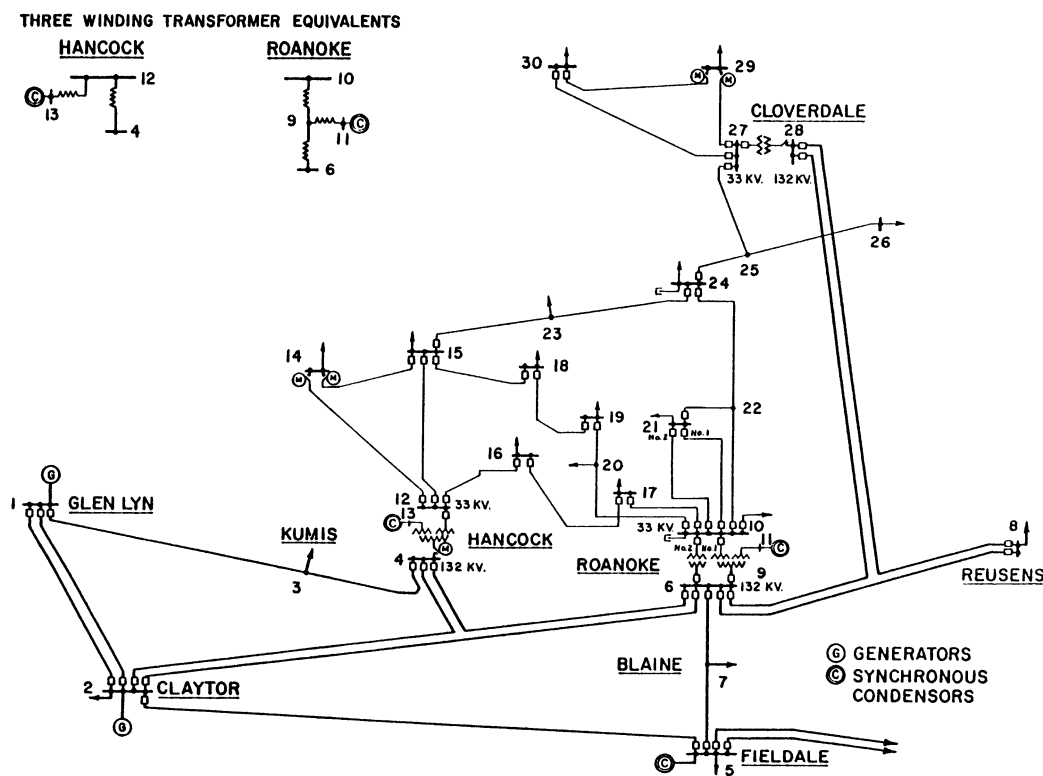 THREE WINDING TRANSFORMER EQUIVALENTS
HANCOCK
ROANOKE
12
C
13
4
10
9
C
11
6
30
M
M
29
CLOVERDALE
27
28
33 KV.
132 KV.
26
25
24
23
15
14
M
M
18
19
22
21
No. 2
No. 1
20
16
17
G
1
GLEN LYN
12
33 KV.
13
C
HANCOCK
M
KUMIS
3
4
132 KV.
33 KV.
10
No.2
No.1
11
C
ROANOKE
9
6
132 KV.
8
REUSENS
BLAINE
7
G GENERATORS
C SYNCHRONOUS
CONDENSORS
2
CLAYTOR
G
C
5
FIELDALE